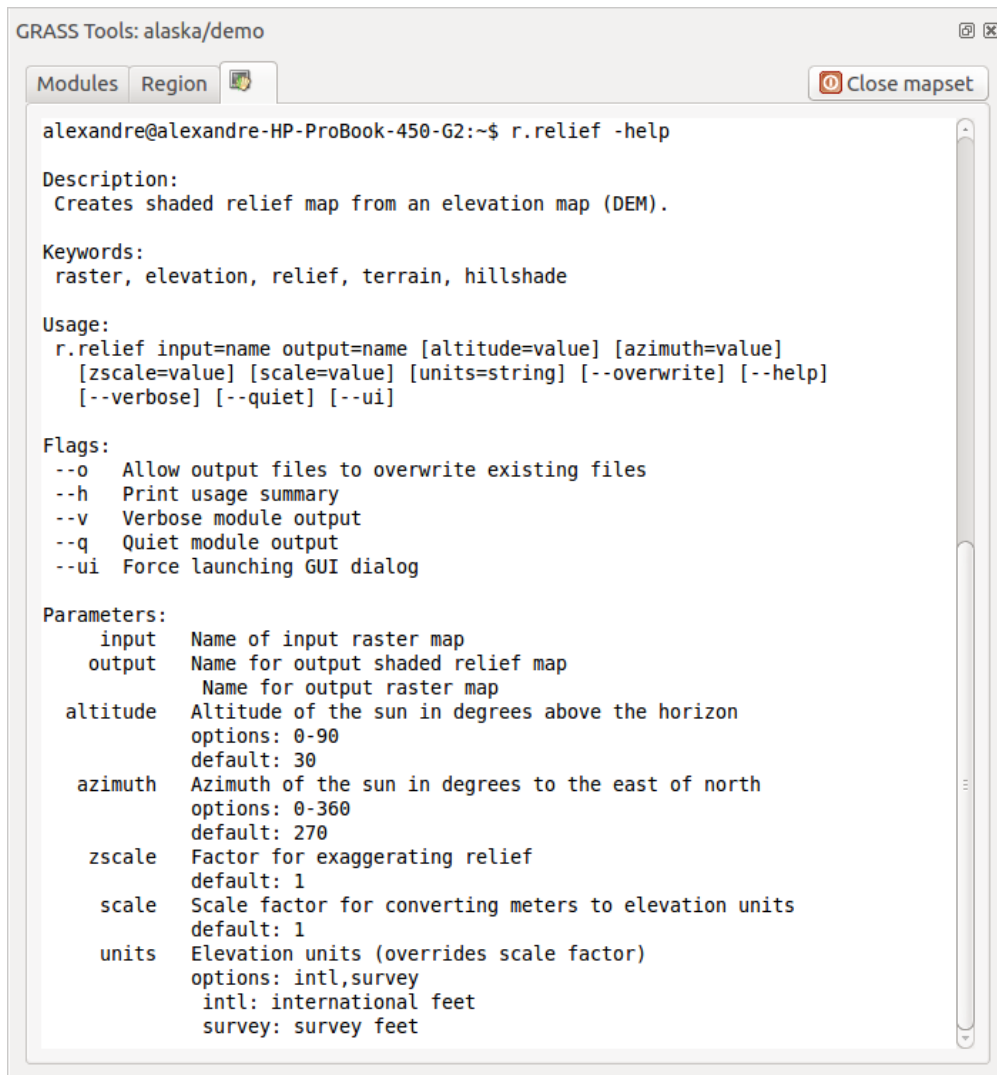 GRASS Tools: alaska/demo
Modules Region Close mapset
alexandre@alexandre-HP-ProBook-450-G2:~$ r.relief -help
Description:
Creates shaded relief map from an elevation map (DEM).
Keywords:
raster, elevation, relief, terrain, hillshade
Usage:
r.relief input=name output=name [altitude=value] [azimuth=value]
[zscale=value] [scale=value] [units=string] [--overwrite] [--help]
[--verbose] [--quiet] [--ui]
Flags:
--o   Allow output files to overwrite existing files
--h   Print usage summary
--v   Verbose module output
--q   Quiet module output
--ui  Force launching GUI dialog
Parameters:
input   Name of input raster map
output   Name for output shaded relief map
Name for output raster map
altitude   Altitude of the sun in degrees above the horizon
options: 0-90
default: 30
azimuth   Azimuth of the sun in degrees to the east of north
options: 0-360
default: 270
zscale   Factor for exaggerating relief
default: 1
scale   Scale factor for converting meters to elevation units
default: 1
units   Elevation units (overrides scale factor)
options: intl,survey
intl: international feet
survey: survey feet